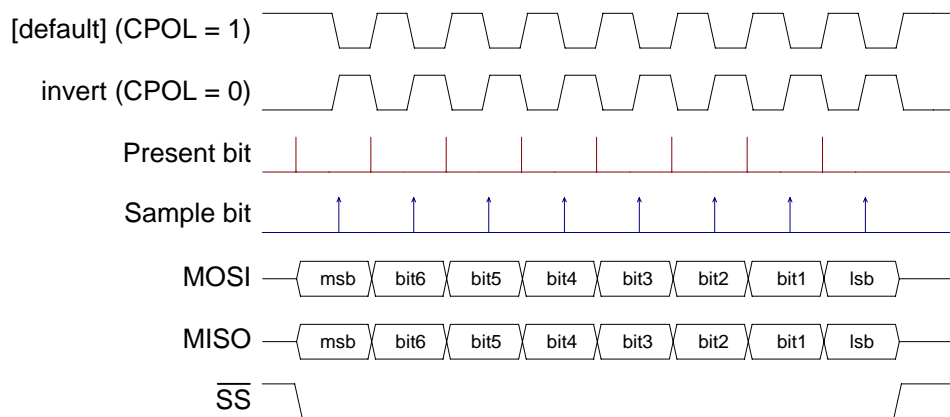 [default] (CPOL = 1)
invert (CPOL = 0)
Present bit
Sample bit
MOSI msb bit6 bit5 bit4 bit3 bit2 bit1 lsb
MISO msb bit6 bit5 bit4 bit3 bit2 bit1 lsb
S̅S̅